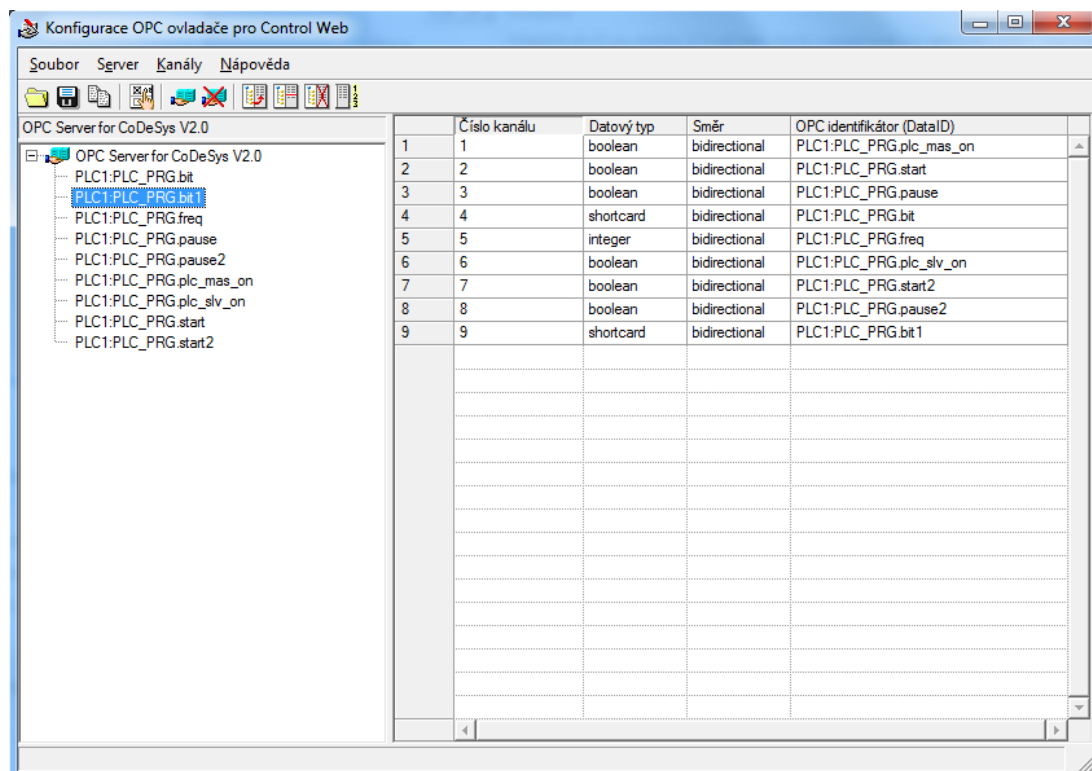 Konfigurace OPC ovladače pro Control Web
Soubor Server Kanály Nápověda
OPC Server for CoDeSys V2.0
OPC Server for CoDeSys V2.0
PLC1:PLC_PRG.bit
PLC1:PLC_PRG.bit1
PLC1:PLC_PRG.freq
PLC1:PLC_PRG.pause
PLC1:PLC_PRG.pause2
PLC1:PLC_PRG.plc_mas_on
PLC1:PLC_PRG.plc_slv_on
PLC1:PLC_PRG.start
PLC1:PLC_PRG.start2
Číslo kanálu Datový typ Směr OPC identifikátor (DataID)
1 1 boolean bidirectional PLC1:PLC_PRG.plc_mas_on
2 2 boolean bidirectional PLC1:PLC_PRG.start
3 3 boolean bidirectional PLC1:PLC_PRG.pause
4 4 shortcard bidirectional PLC1:PLC_PRG.bit
5 5 integer bidirectional PLC1:PLC_PRG.freq
6 6 boolean bidirectional PLC1:PLC_PRG.plc_slv_on
7 7 boolean bidirectional PLC1:PLC_PRG.start2
8 8 boolean bidirectional PLC1:PLC_PRG.pause2
9 9 shortcard bidirectional PLC1:PLC_PRG.bit1